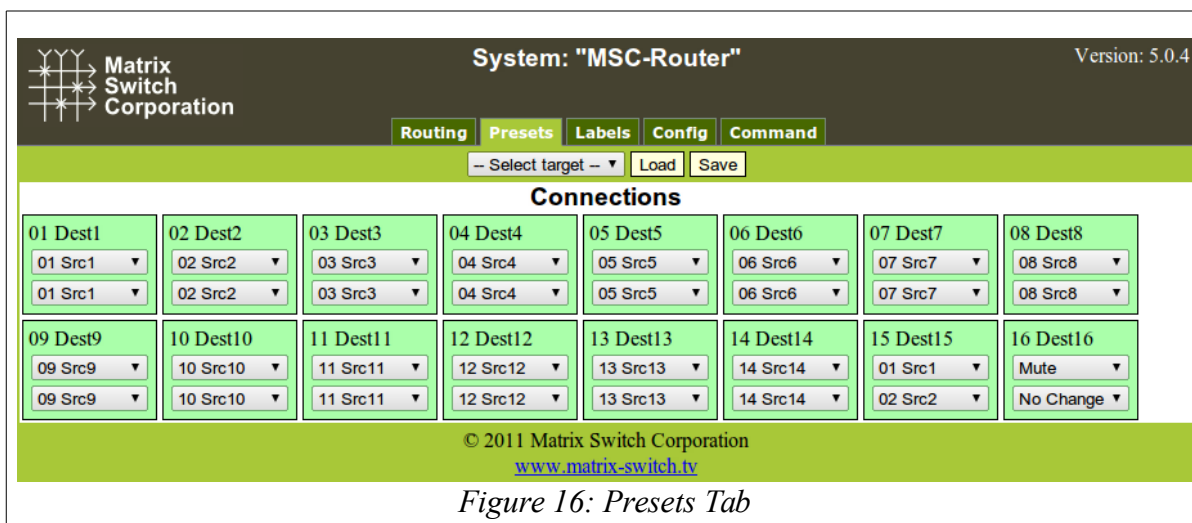 Matrix
Switch
Corporation
System: "MSC-Router"
Version: 5.0.4
Routing Presets Labels Config Command
-- Select target -- Load Save
Connections
01 Dest1 02 Dest2 03 Dest3 04 Dest4 05 Dest5 06 Dest6 07 Dest7 08 Dest8
01 Src1 02 Src2 03 Src3 04 Src4 05 Src5 06 Src6 07 Src7 08 Src8
01 Src1 02 Src2 03 Src3 04 Src4 05 Src5 06 Src6 07 Src7 08 Src8
09 Dest9 10 Dest10 11 Dest11 12 Dest12 13 Dest13 14 Dest14 15 Dest15 16 Dest16
09 Src9 10 Src10 11 Src11 12 Src12 13 Src13 14 Src14 01 Src1 Mute
09 Src9 10 Src10 11 Src11 12 Src12 13 Src13 14 Src14 02 Src2 No Change
© 2011 Matrix Switch Corporation
www.matrix-switch.tv
Figure 16: Presets Tab